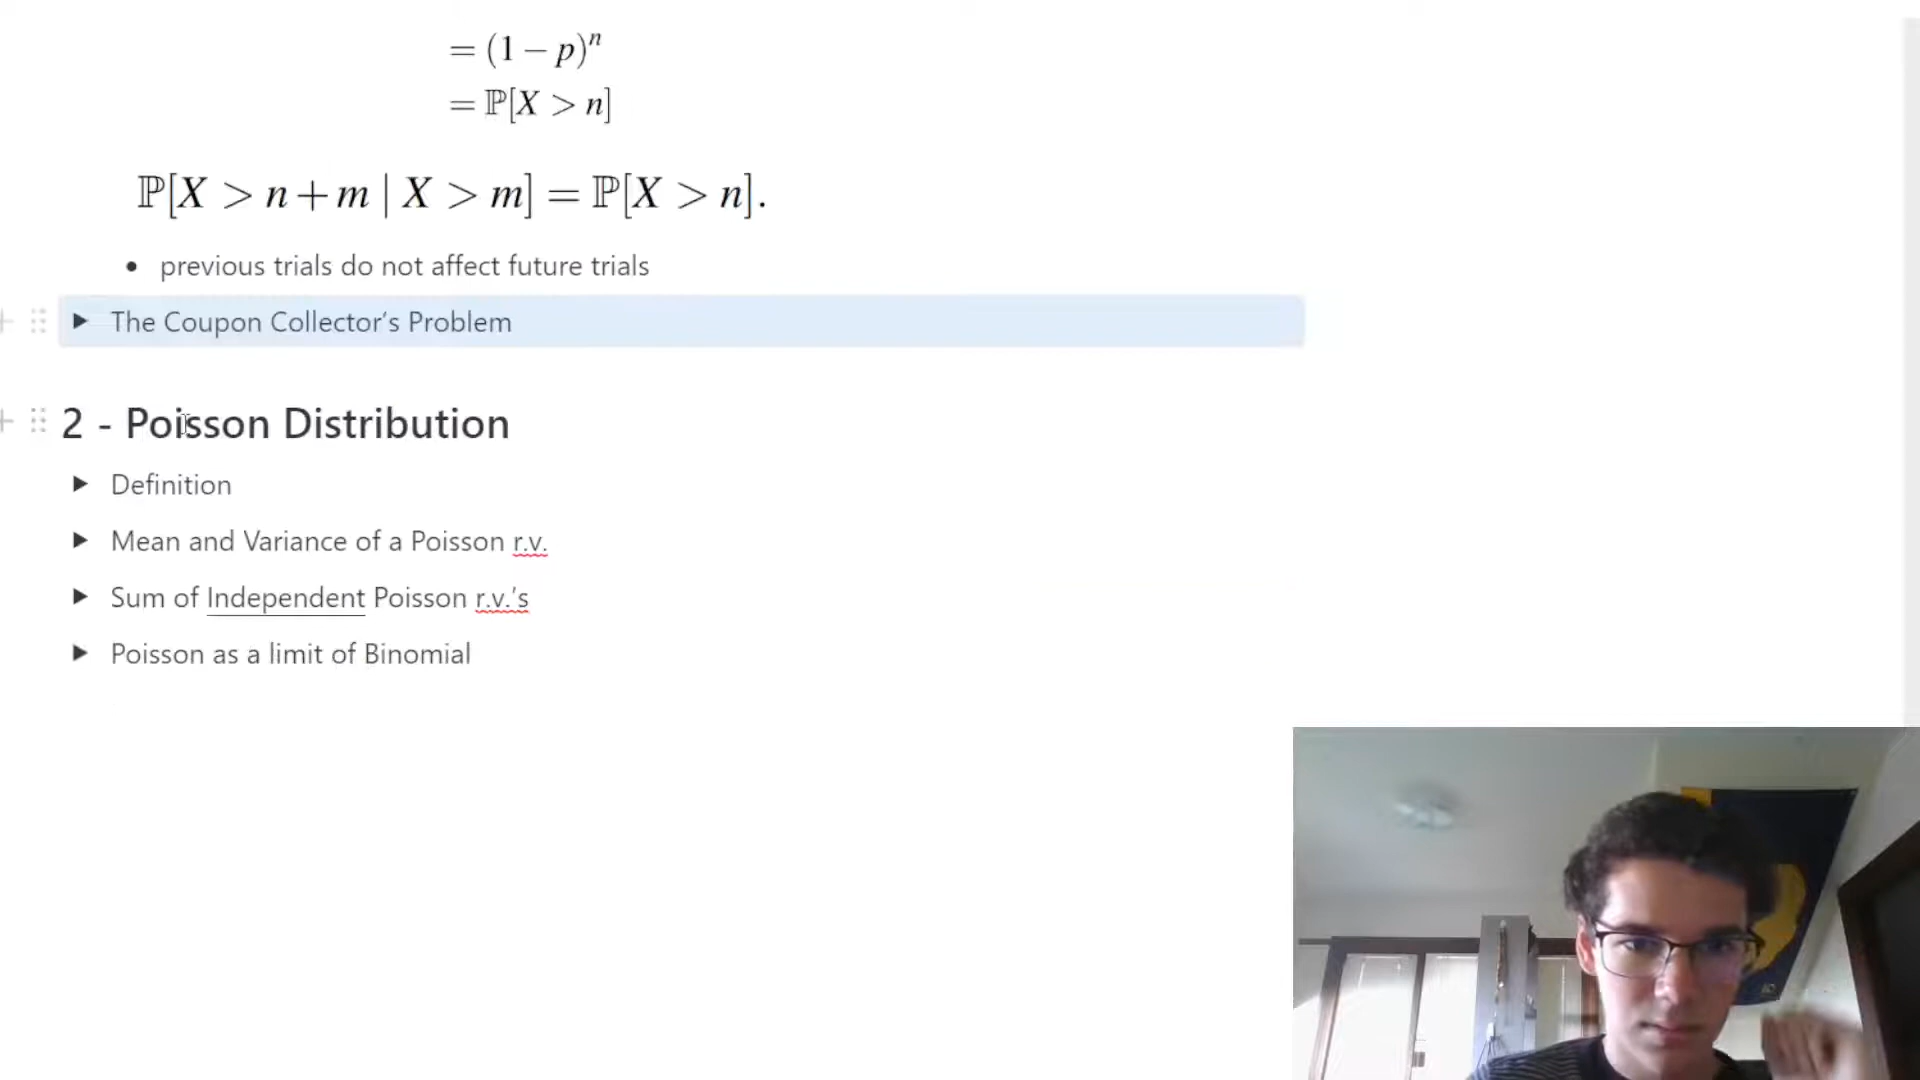 = (1 − p)ⁿ
= ℙ[X > n]
ℙ[X > n + m | X > m] = ℙ[X > n].
• previous trials do not affect future trials
The Coupon Collector's Problem
2 - Poisson Distribution
Definition
Mean and Variance of a Poisson r.v.
Sum of Independent Poisson r.v.'s
Poisson as a limit of Binomial